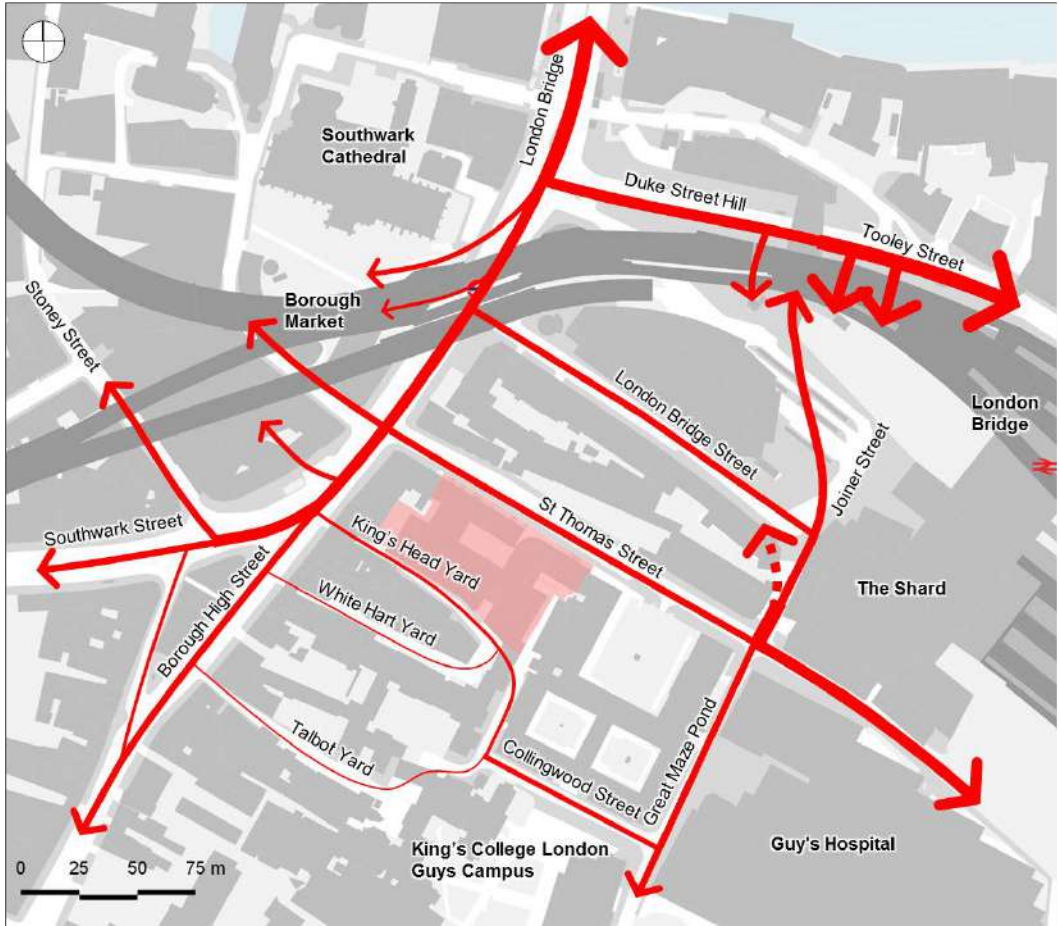 London Bridge
Southwark
Cathedral
Duke Street Hill
Tooley Street
Stoney Street
Borough
Market
London Bridge Street
London
Bridge
Joiner Street
Southwark Street
King's Head Yard
St Thomas Street
The Shard
White Hart Yard
Borough High Street
Talbot Yard
Collingwood Street
Great Maze Pond
King's College London
Guys Campus
Guy's Hospital
0 25 50 75 m